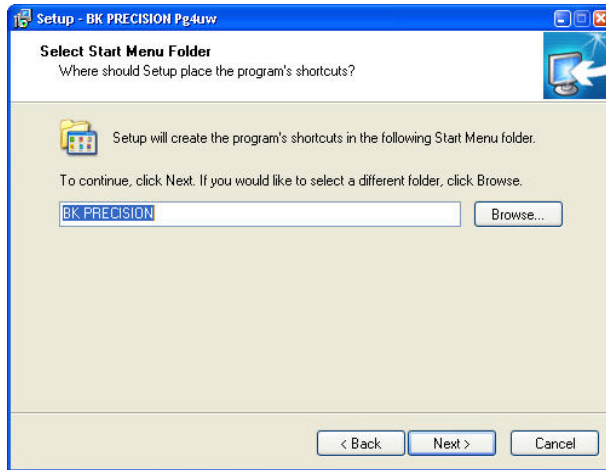 Setup - BK PRECISION Pg4uw
Select Start Menu Folder
Where should Setup place the program's shortcuts?
Setup will create the program's shortcuts in the following Start Menu folder.
To continue, click Next. If you would like to select a different folder, click Browse.
BK PRECISION
Browse...
< Back
Next >
Cancel